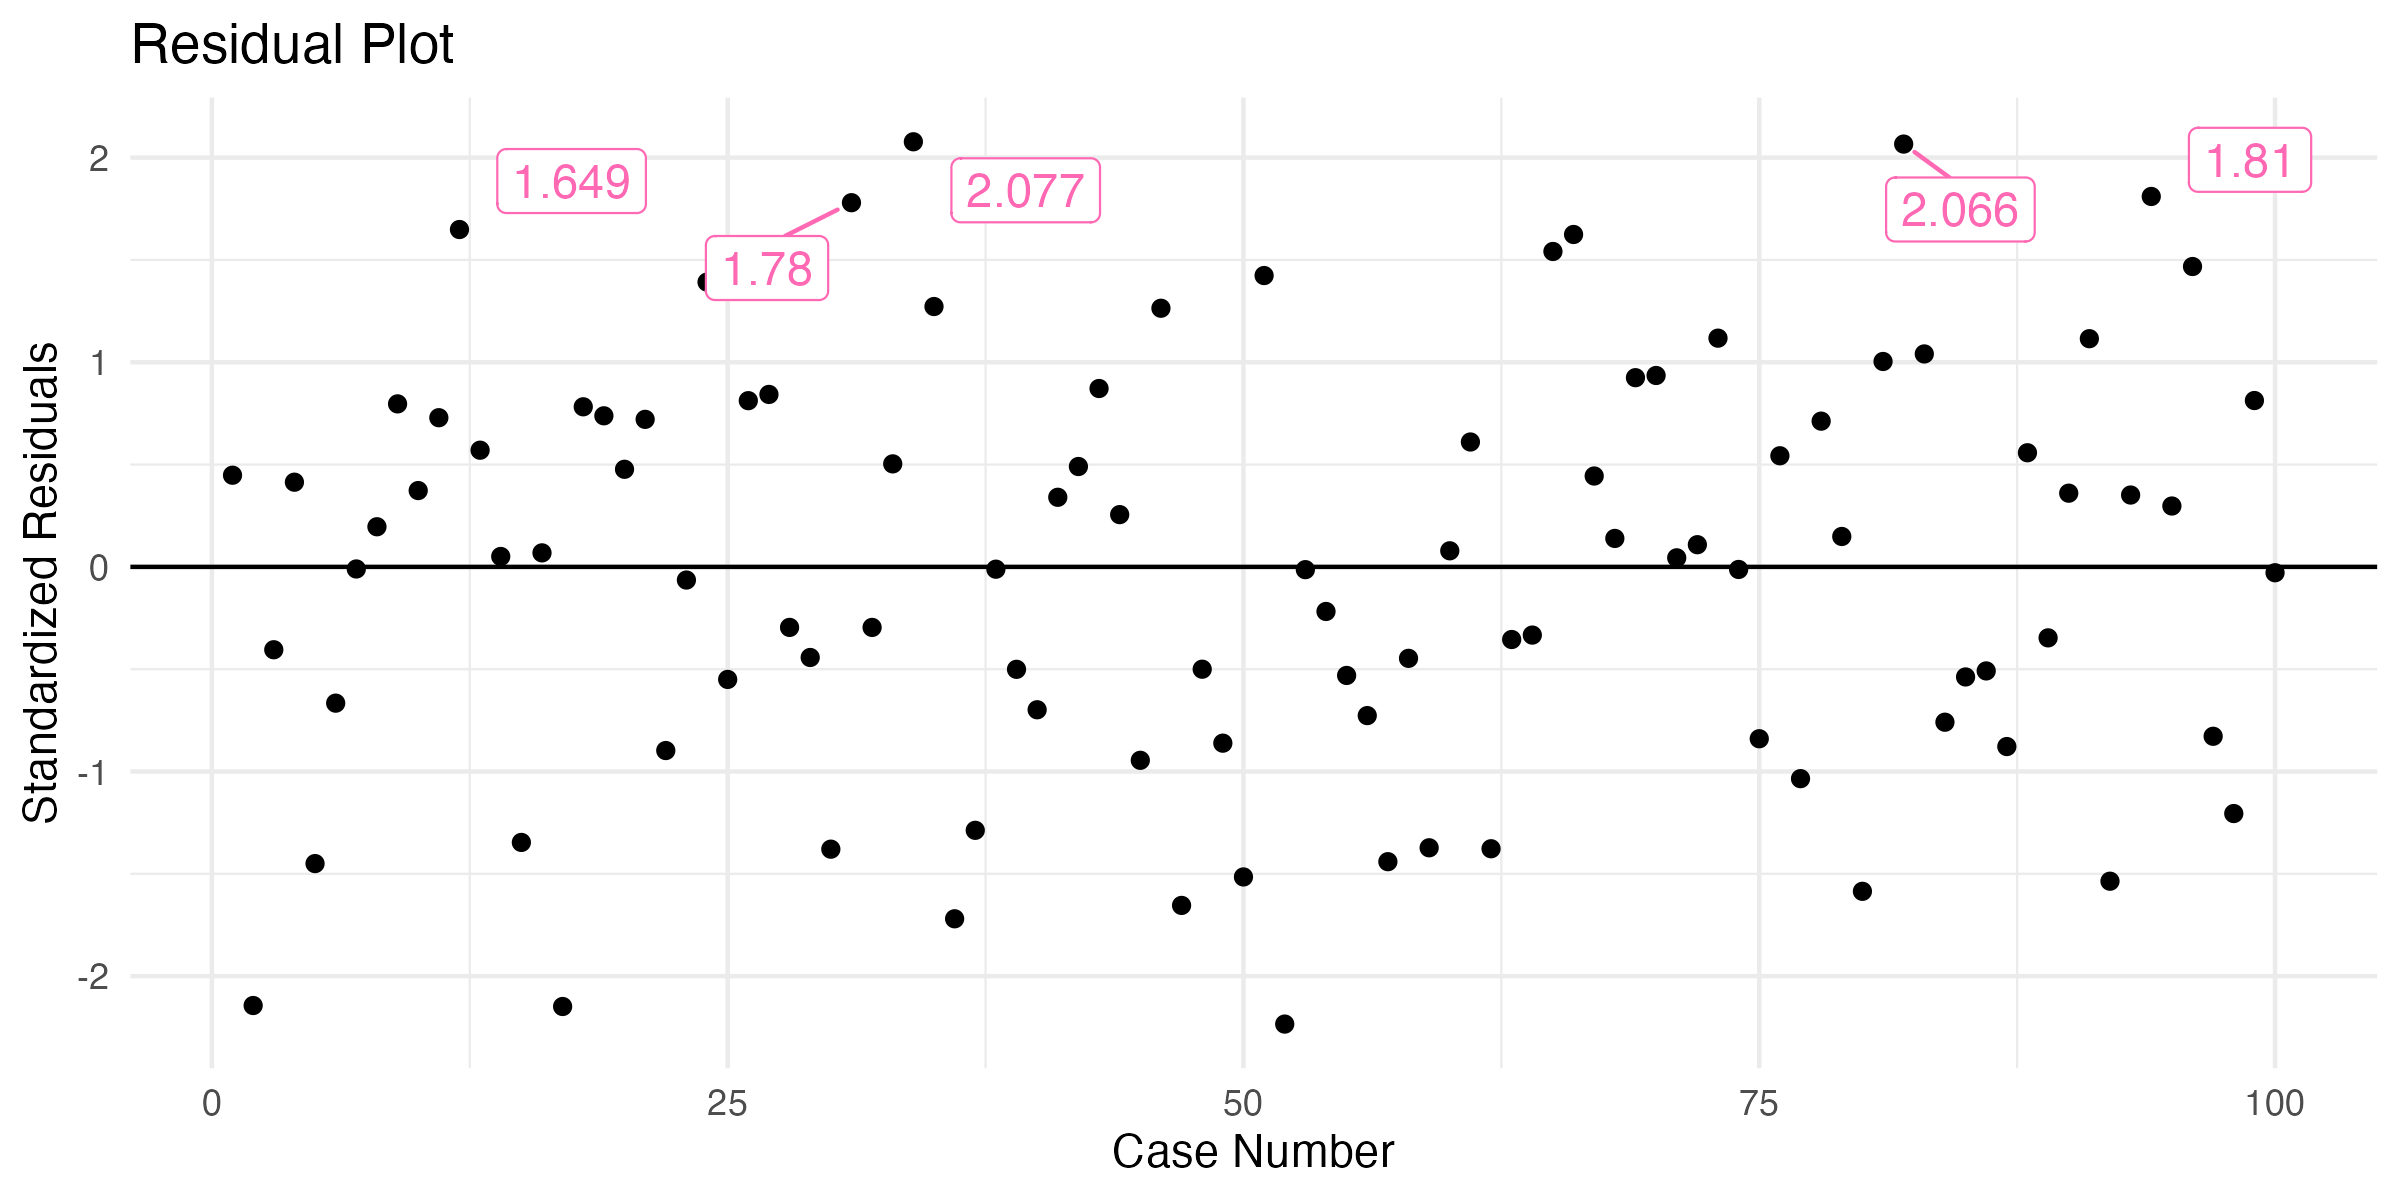 Residual Plot
1.649
2.077
1.81
2.066
1.78
2
1
0
-1
-2
Standardized Residuals
0 25 50 75 100
Case Number